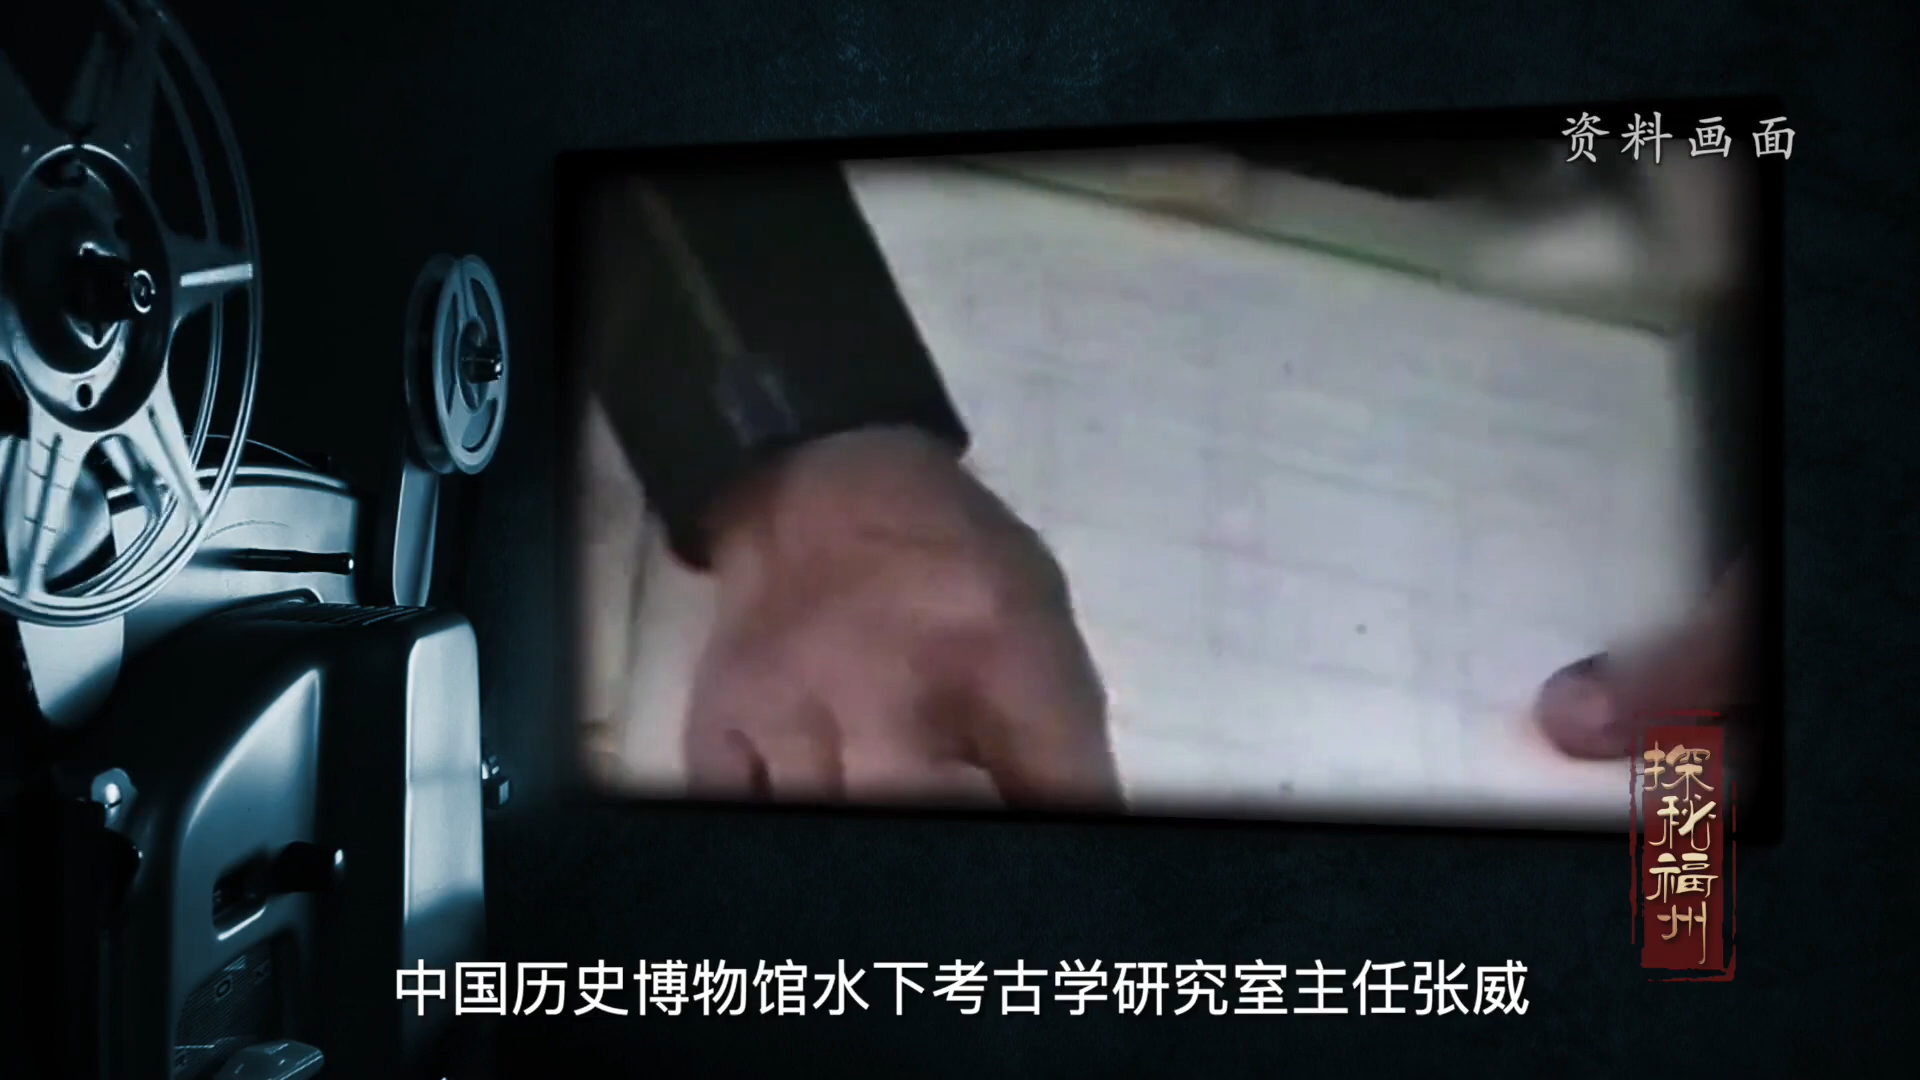 资料画面
探秘福州
中国历史博物馆水下考古学研究室主任张威